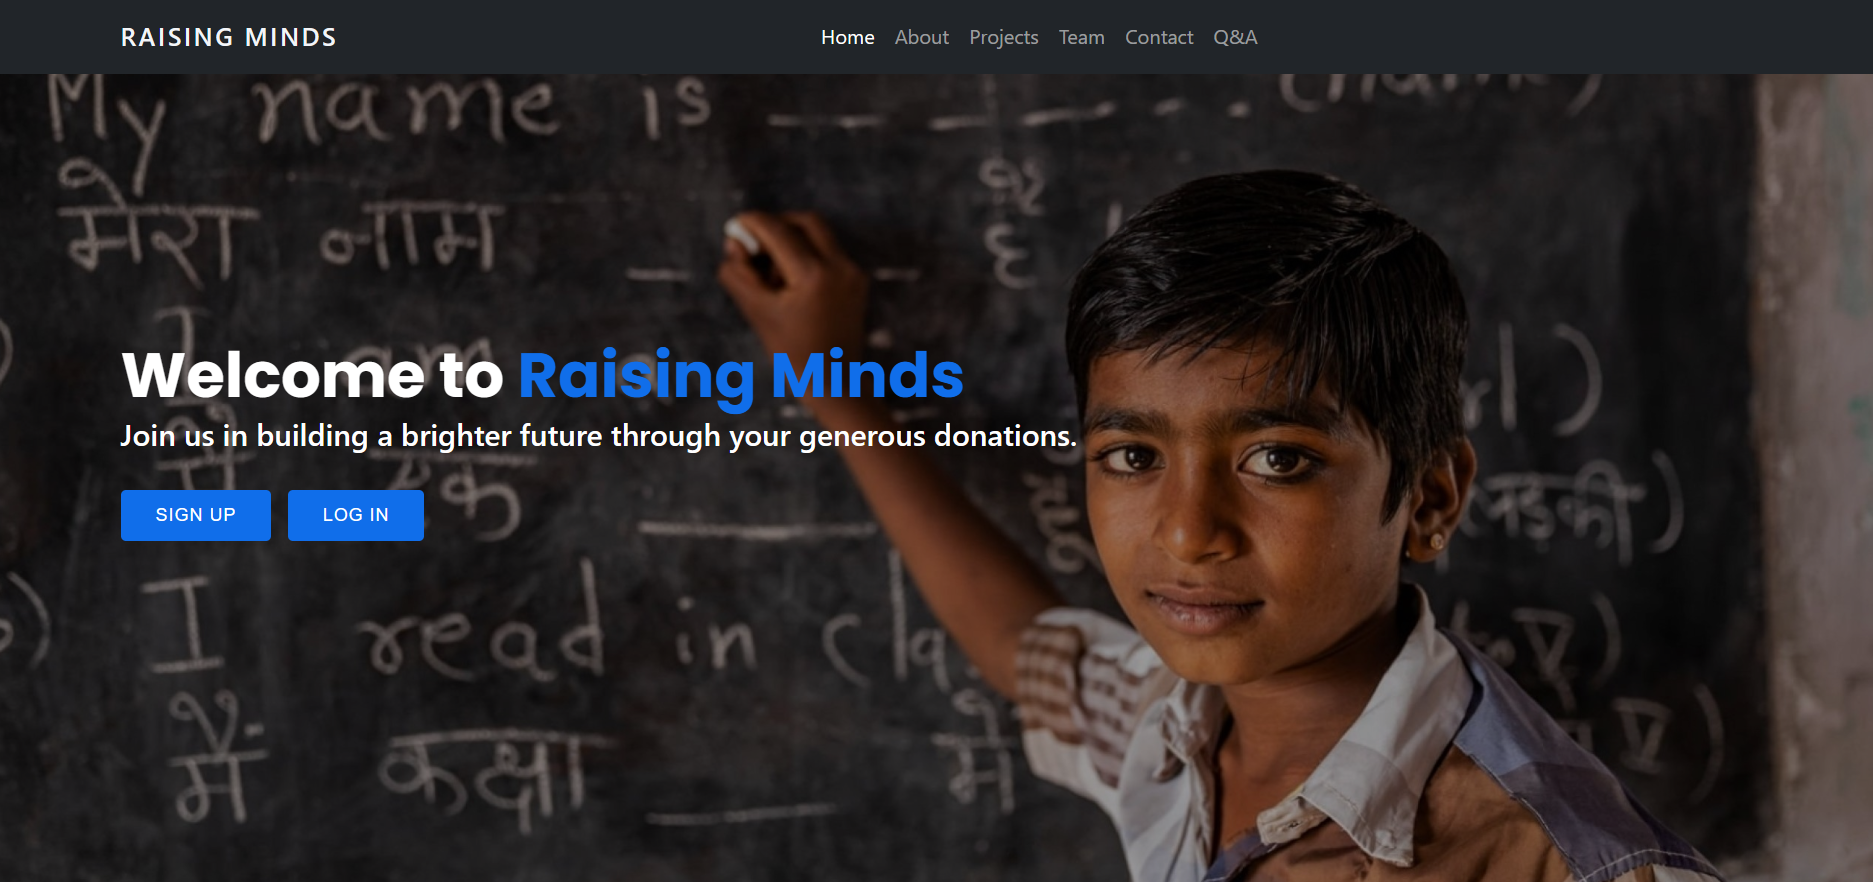 RAISING MINDS
Home About Projects Team Contact Q&A
My name is (name)
मेरा नाम
Welcome to Raising Minds
Join us in building a brighter future through your generous donations.
SIGN UP LOG IN
I read in
में कक्षा